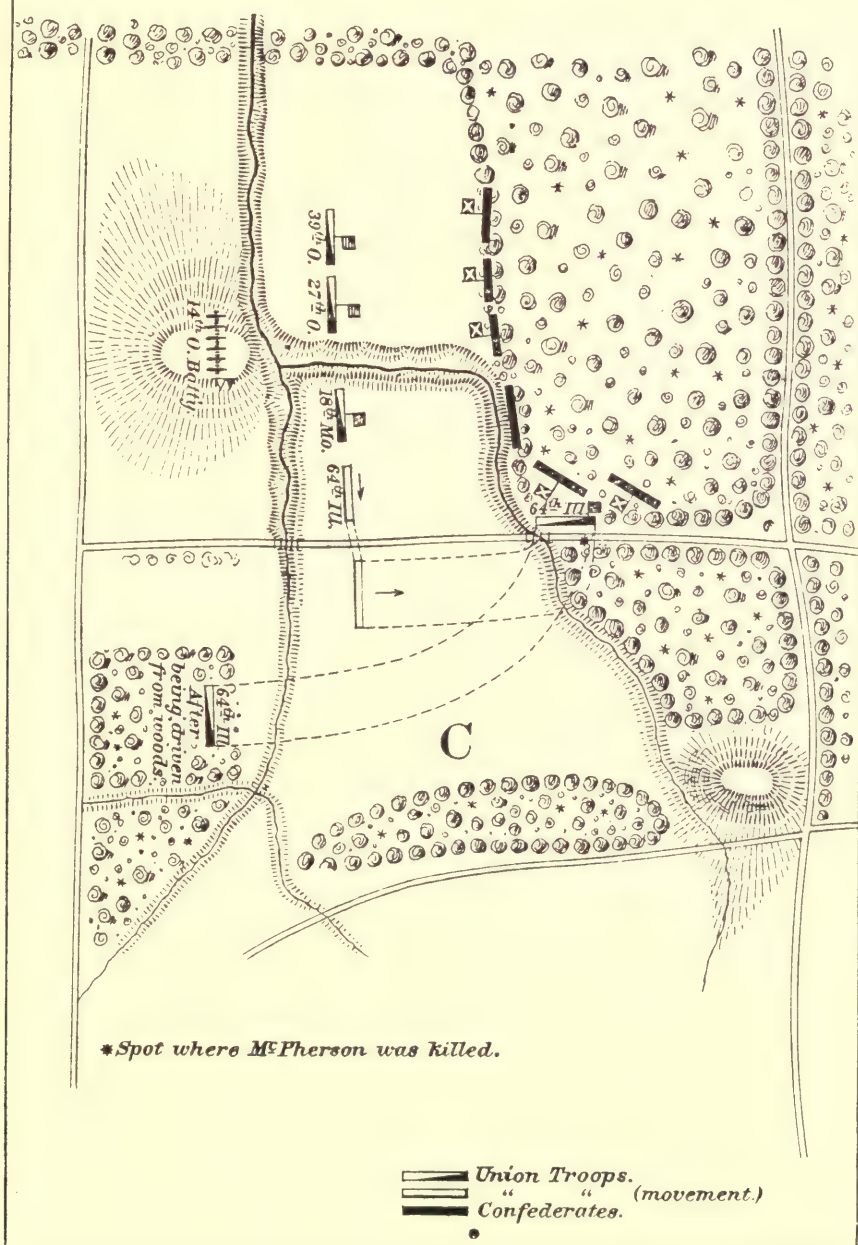 39th O.
27th O.
14th O. Batty
18th Mo.
64th Ill.
64th Ill.
64th Ill.
After
being driven
from woods.
C
*Spot where McPherson was killed.
Union Troops.
" " (movement.)
Confederates.